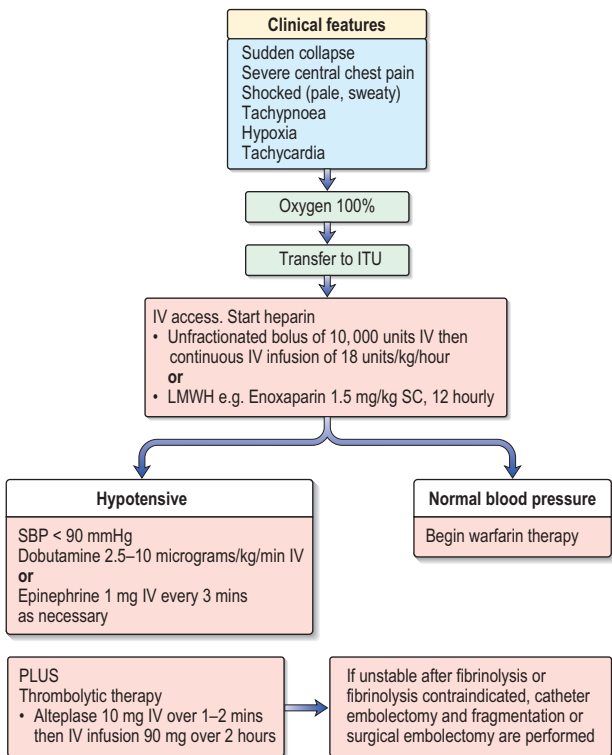 Clinical features
Sudden collapse
Severe central chest pain
Shocked (pale, sweaty)
Tachypnoea
Hypoxia
Tachycardia
Oxygen 100%
Transfer to ITU
IV access. Start heparin
• Unfractionated bolus of 10,000 units IV then
continuous IV infusion of 18 units/kg/hour
or
• LMWH e.g. Enoxaparin 1.5 mg/kg SC, 12 hourly
Hypotensive
SBP < 90 mmHg
Dobutamine 2.5–10 micrograms/kg/min IV
or
Epinephrine 1 mg IV every 3 mins
as necessary
Normal blood pressure
Begin warfarin therapy
PLUS
Thrombolytic therapy
• Alteplase 10 mg IV over 1–2 mins
then IV infusion 90 mg over 2 hours
If unstable after fibrinolysis or
fibrinolysis contraindicated, catheter
embolectomy and fragmentation or
surgical embolectomy are performed